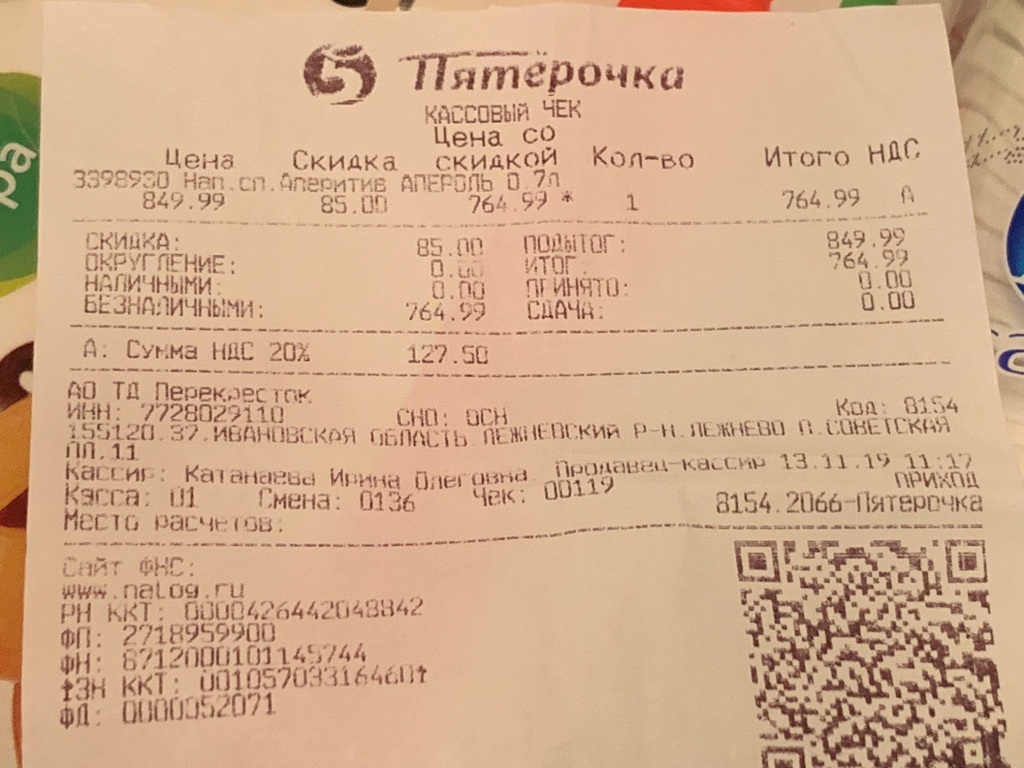 5 Пятёрочка
КАССОВЫЙ ЧЕК
Цена Скидка Цена со скидкой Кол-во Итого НДС
3398930 Нап.сп.Аперитив АПЕРОЛЬ 0.7л
849.99 85.00 764.99 * 1 764.99 А
СКИДКА: 85.00 ПОДЫТОГ: 849.99
ОКРУГЛЕНИЕ: 0.00 ИТОГ: 764.99
НАЛИЧНЫМИ: 0.00 ПРИНЯТО: 0.00
БЕЗНАЛИЧНЫМИ: 764.99 СДАЧА: 0.00
А: Сумма НДС 20% 127.50
АО ТД Перекресток
ИНН: 7728029110 СНО: ОСН Код: 8154
155120.37.ИВАНОВСКАЯ ОБЛАСТЬ ЛЕЖНЕВСКИЙ Р-Н.ЛЕЖНЕВО П.СОВЕТСКАЯ
ПЛ.11
Кассир: Катанаева Ирина Олеговна Продавец-кассир 13.11.19 11:17
Касса: 01 Смена: 0136 Чек: 00119 ПРИХОД
Место расчетов: 8154.2066-Пятерочка
Сайт ФНС:
www.nalog.ru
РН ККТ: 0000426442048842
ФП: 2718959900
ФН: 8712000101145744
↑ЗН ККТ: 00105703316460↑
ФД: 0000052071
ра